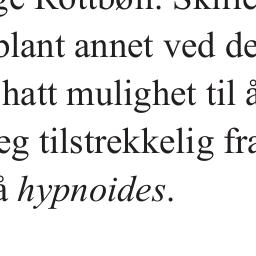 ge Rottbøll. Skille
blant annet ved de
hatt mulighet til å
eg tilstrekkelig fra
å hypnoides.